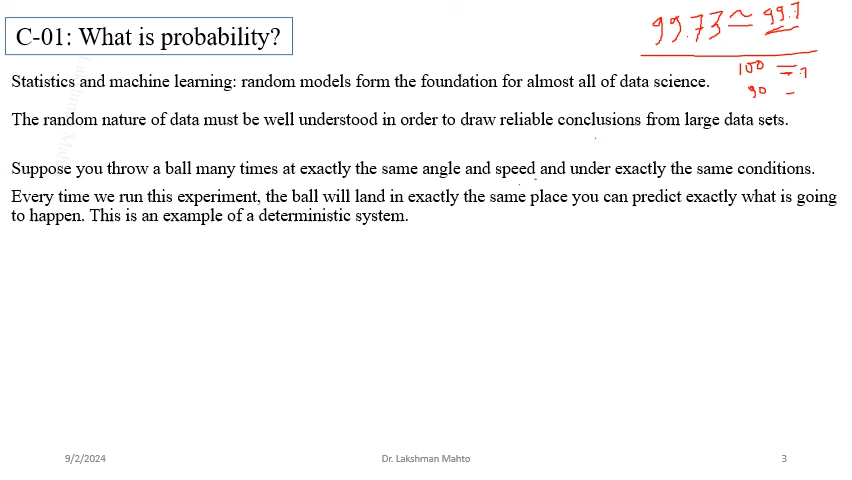 C-01: What is probability?
99.73 ≃ 99.7
100 =
90 -
Statistics and machine learning: random models form the foundation for almost all of data science.
The random nature of data must be well understood in order to draw reliable conclusions from large data sets.
Suppose you throw a ball many times at exactly the same angle and speed and under exactly the same conditions.
Every time we run this experiment, the ball will land in exactly the same place you can predict exactly what is going
to happen. This is an example of a deterministic system.
9/2/2024
Dr. Lakshman Mahto
3